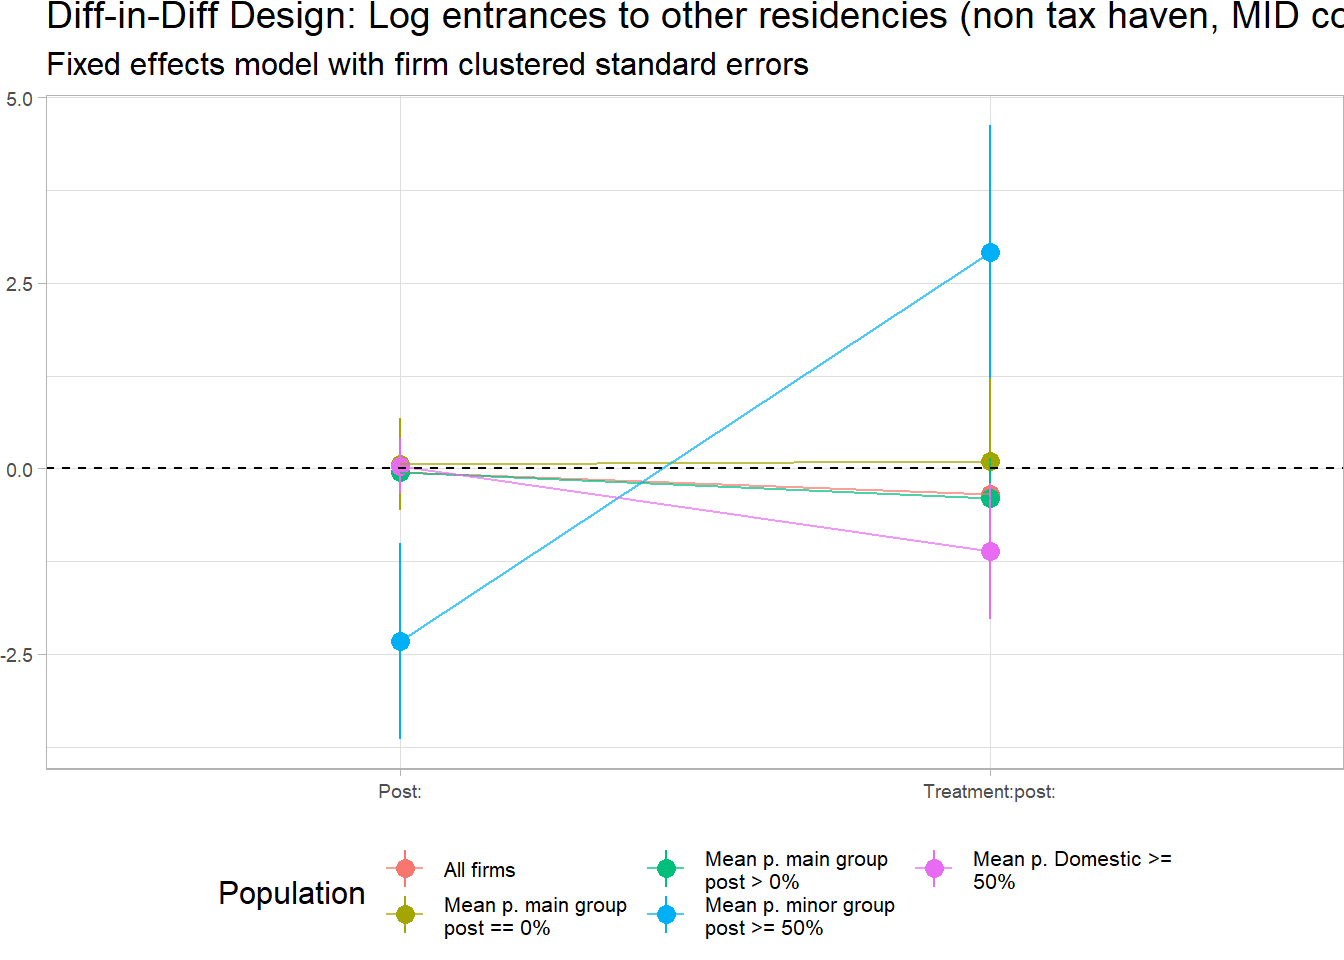 Diff-in-Diff Design: Log entrances to other residencies (non tax haven, MID co
Fixed effects model with firm clustered standard errors
5.0
2.5
0.0
-2.5
Post:
Treatment:post:
Population
All firms
Mean p. main group
post == 0%
Mean p. main group
post > 0%
Mean p. minor group
post >= 50%
Mean p. Domestic >=
50%